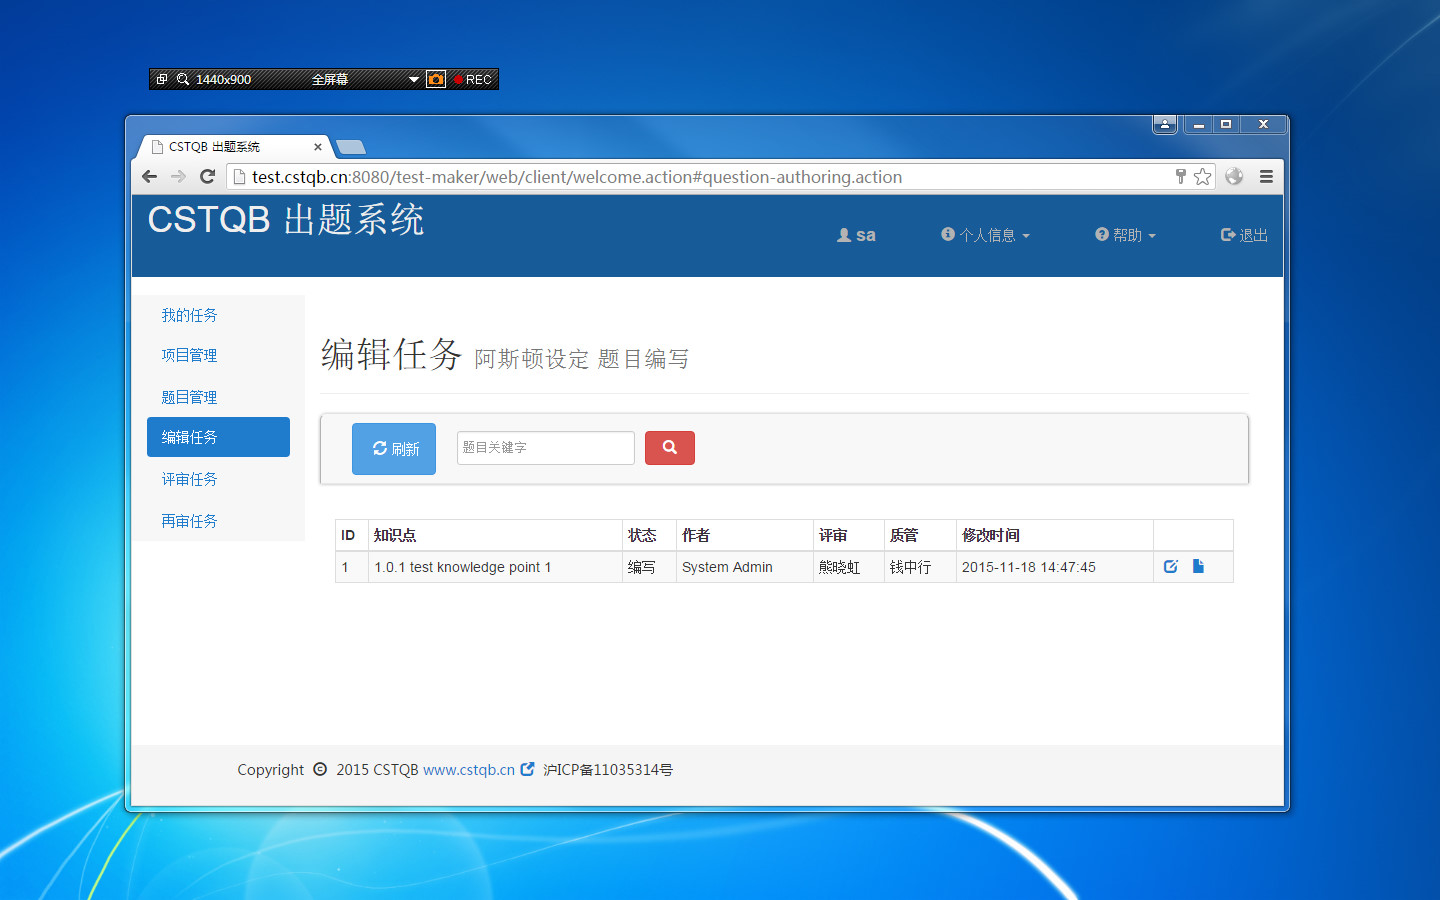 1440x900 全屏幕 REC
CSTQB 出题系统
test.cstqb.cn:8080/test-maker/web/client/welcome.action#question-authoring.action
CSTQB 出题系统
sa 个人信息 帮助 退出
我的任务
项目管理
题目管理
编辑任务
评审任务
再审任务
编辑任务 阿斯顿设定 题目编写
刷新 题目关键字
ID 知识点 状态 作者 评审 质管 修改时间
1 1.0.1 test knowledge point 1 编写 System Admin 熊晓虹 钱中行 2015-11-18 14:47:45
Copyright © 2015 CSTQB www.cstqb.cn 沪ICP备11035314号